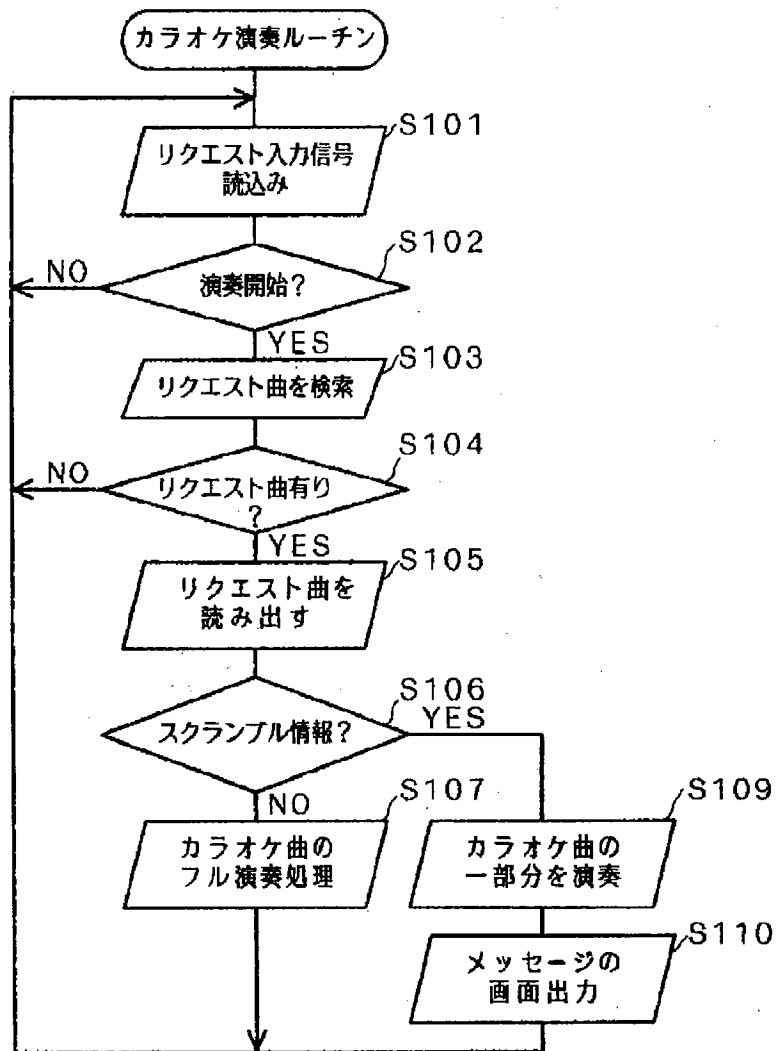 カラオケ演奏ルーチン
S101
リクエスト入力信号
読込み
S102
NO
演奏開始?
YES
S103
リクエスト曲を検索
S104
NO
リクエスト曲有り
?
YES
S105
リクエスト曲を
読み出す
S106
スクランブル情報?
YES
NO
S107
カラオケ曲の
フル演奏処理
S109
カラオケ曲の
一部分を演奏
S110
メッセージの
画面出力